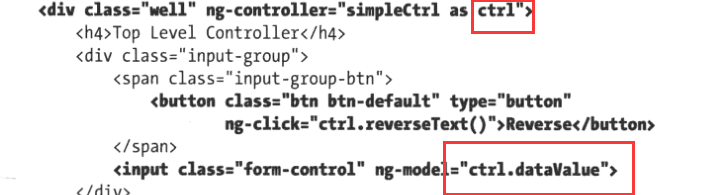 <div class="well" ng-controller="simpleCtrl as ctrl">
<h4>Top Level Controller</h4>
<div class="input-group">
<span class="input-group-btn">
<button class="btn btn-default" type="button"
ng-click="ctrl.reverseText()">Reverse</button>
</span>
<input class="form-control" ng-model="ctrl.dataValue">
</div>